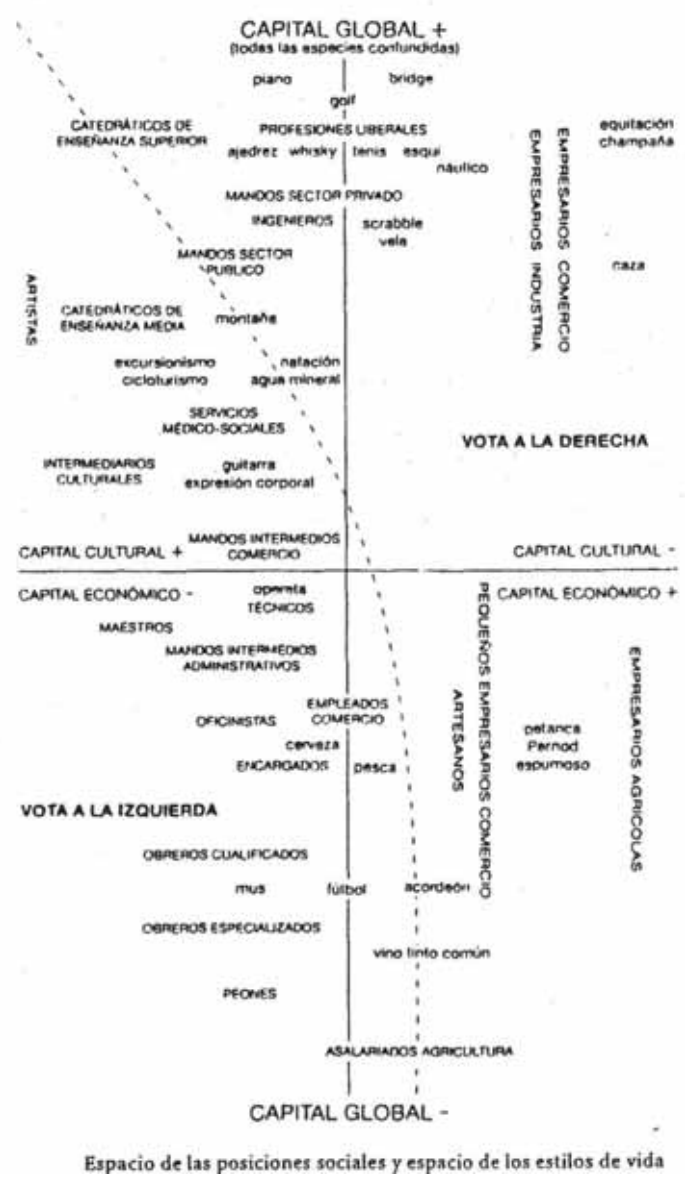 CAPITAL GLOBAL +
(todas las especies confundidas)
piano
bridge
golf
CATEDRÁTICOS DE
ENSEÑANZA SUPERIOR
PROFESIONES LIBERALES
equitación
champaña
ajedrez whisky tenis esquí
náutico
EMPRESARIOS COMERCIO
EMPRESARIOS INDUSTRIA
MANDOS SECTOR PRIVADO
INGENIEROS
scrabble
vela
MANDOS SECTOR
PUBLICO
caza
ARTISTAS
CATEDRÁTICOS DE
ENSEÑANZA MEDIA
montaña
excursionismo
cicloturismo
natación
agua mineral
SERVICIOS
MÉDICO-SOCIALES
VOTA A LA DERECHA
INTERMEDIARIOS
CULTURALES
guitarra
expresión corporal
MANDOS INTERMEDIOS
COMERCIO
CAPITAL CULTURAL +
CAPITAL CULTURAL -
CAPITAL ECONÓMICO -
CAPITAL ECONÓMICO +
opereta
TÉCNICOS
MAESTROS
PEQUEÑOS EMPRESARIOS COMERCIO
ARTESANOS
EMPRESARIOS AGRICOLAS
MANDOS INTERMEDIOS
ADMINISTRATIVOS
OFICINISTAS
EMPLEADOS
COMERCIO
petanca
Pernod
espumoso
cerveza
ENCARGADOS
pesca
VOTA A LA IZQUIERDA
OBREROS CUALIFICADOS
mus
fútbol
acordeón
OBREROS ESPECIALIZADOS
vino tinto común
PEONES
ASALARIADOS AGRICULTURA
CAPITAL GLOBAL -
Espacio de las posiciones sociales y espacio de los estilos de vida